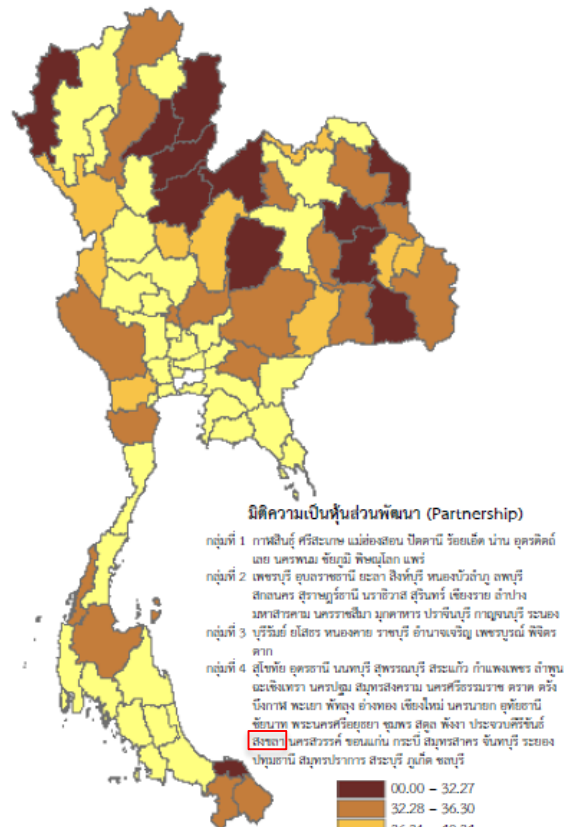 มิติความเป็นหุ้นส่วนพัฒนา (Partnership)
กลุ่มที่ 1 กาฬสินธุ์ ศรีสะเกษ แม่ฮ่องสอน ปัตตานี ร้อยเอ็ด น่าน อุตรดิตถ์
เลย นครพนม ชัยภูมิ พิษณุโลก แพร่
กลุ่มที่ 2 เพชรบุรี อุบลราชธานี ยะลา สิงห์บุรี หนองบัวลำภู ลพบุรี
สกลนคร สุราษฎร์ธานี นราธิวาส สุรินทร์ เชียงราย ลำปาง
มหาสารคาม นครราชสีมา มุกดาหาร ปราจีนบุรี กาญจนบุรี ระนอง
กลุ่มที่ 3 บุรีรัมย์ ยโสธร หนองคาย ราชบุรี อำนาจเจริญ เพชรบูรณ์ พิจิตร
ตาก
กลุ่มที่ 4 สุโขทัย อุดรธานี นนทบุรี สุพรรณบุรี สระแก้ว กำแพงเพชร ลำพูน
ฉะเชิงเทรา นครปฐม สมุทรสงคราม นครศรีธรรมราช ตราด ตรัง
บึงกาฬ พะเยา พัทลุง อ่างทอง เชียงใหม่ นครนายก อุทัยธานี
ชัยนาท พระนครศรีอยุธยา ชุมพร สตูล พังงา ประจวบคีรีขันธ์
สงขลา นครสวรรค์ ขอนแก่น กระบี่ สมุทรสาคร จันทบุรี ระยอง
ปทุมธานี สมุทรปราการ สระบุรี ภูเก็ต ชลบุรี
00.00 – 32.27
32.28 – 36.30